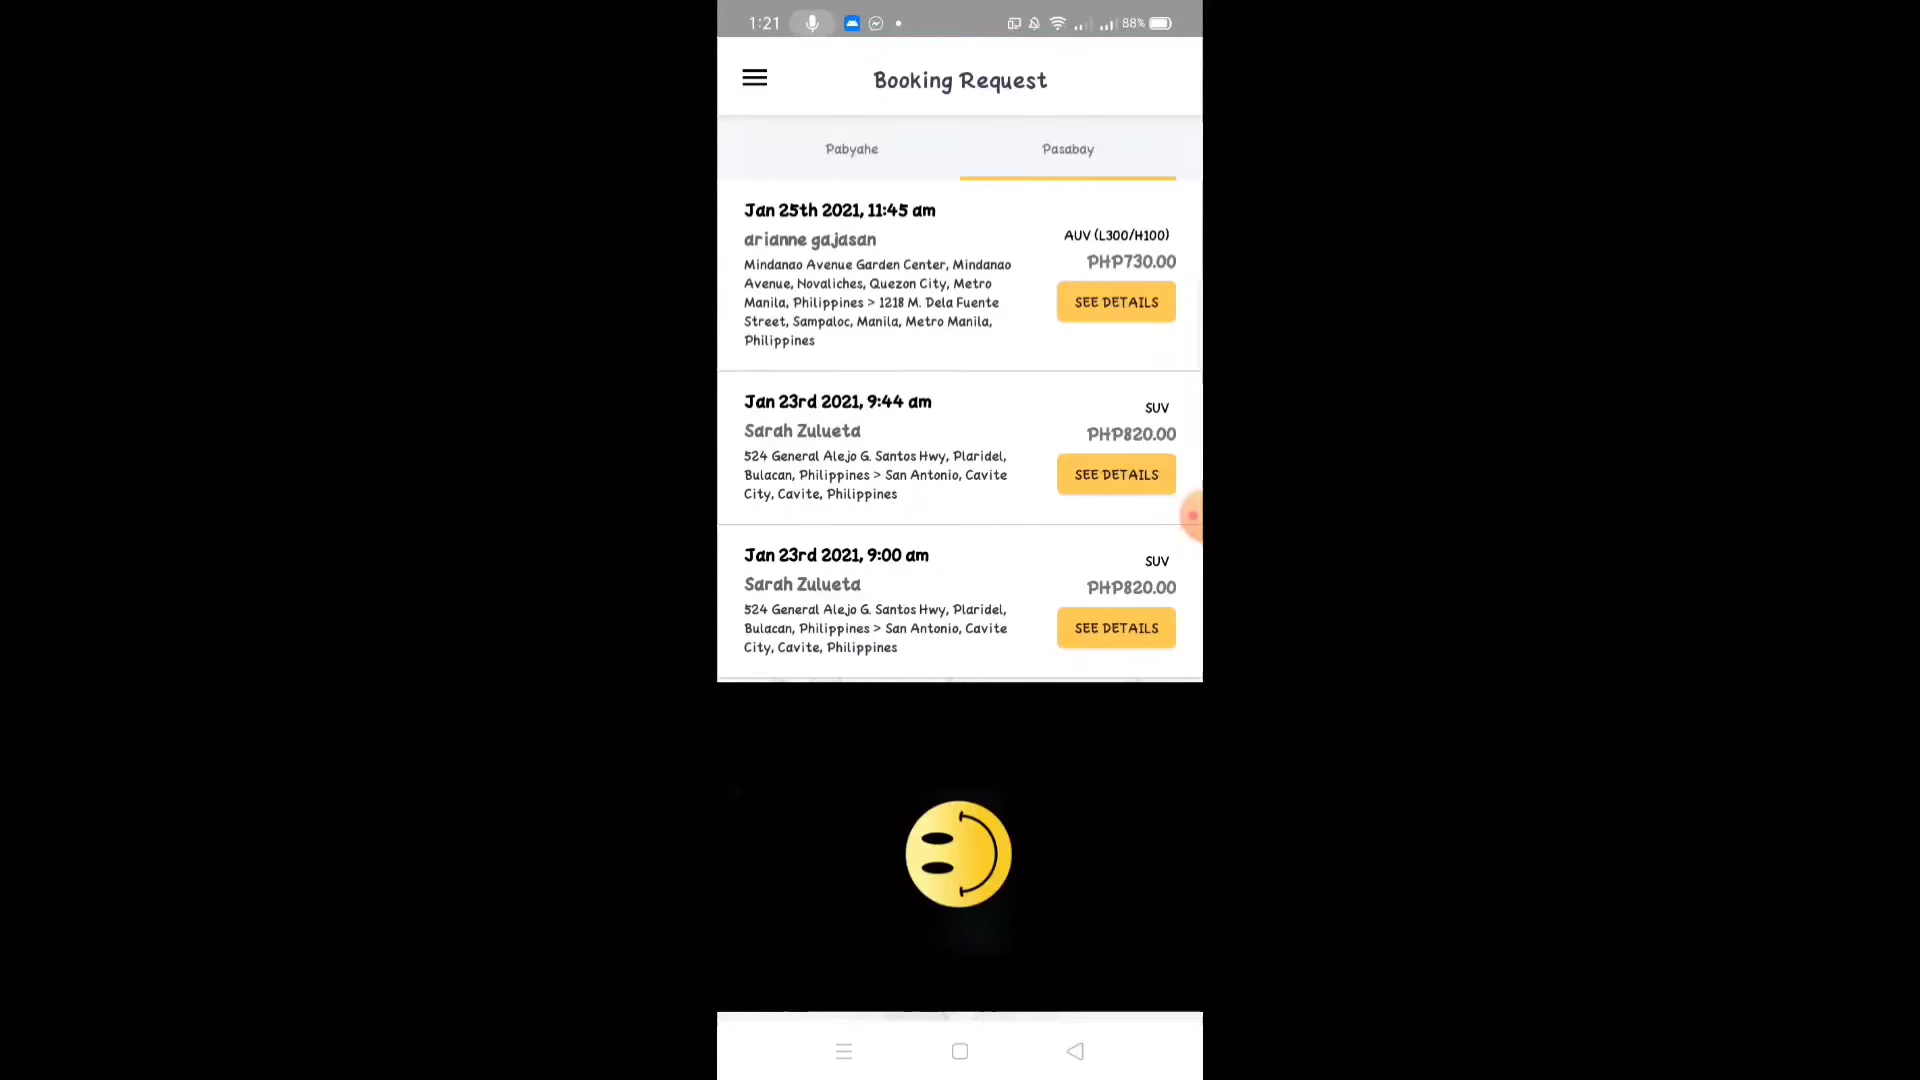 1:21
88%
Booking Request
Pabyahe
Pasabay
Jan 25th 2021, 11:45 am
arianne gajasan
Mindanao Avenue Garden Center, Mindanao
Avenue, Novaliches, Quezon City, Metro
Manila, Philippines > 1218 M. Dela Fuente
Street, Sampaloc, Manila, Metro Manila,
Philippines
AUV (L300/H100)
PHP730.00
SEE DETAILS
Jan 23rd 2021, 9:44 am
Sarah Zulueta
524 General Alejo G. Santos Hwy, Plaridel,
Bulacan, Philippines > San Antonio, Cavite
City, Cavite, Philippines
SUV
PHP820.00
SEE DETAILS
Jan 23rd 2021, 9:00 am
Sarah Zulueta
524 General Alejo G. Santos Hwy, Plaridel,
Bulacan, Philippines > San Antonio, Cavite
City, Cavite, Philippines
SUV
PHP820.00
SEE DETAILS